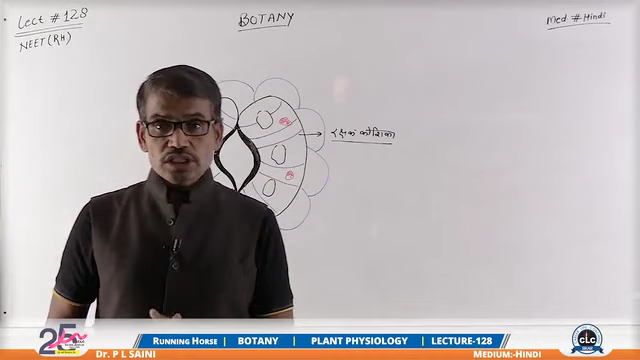 Lect # 128
NEET (RH)
BOTANY
Med # Hindi
रक्षक कोशिका
25
RUNNING HORSE | BOTANY | PLANT PHYSIOLOGY | LECTURE-128
CLC
Dr. P L SAINI
MEDIUM:-HINDI